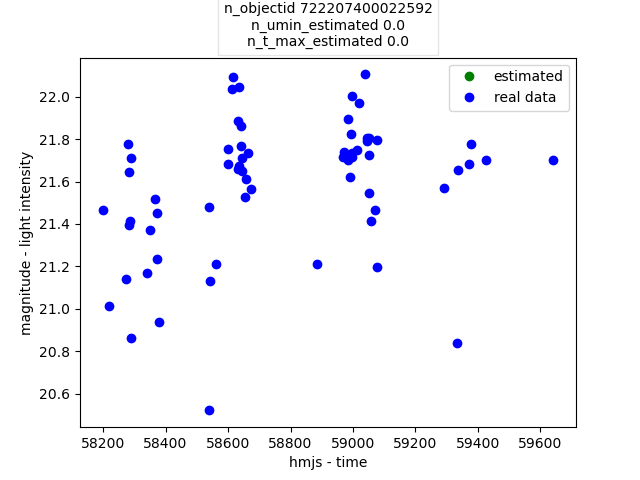 n_objectid 722207400022592
n_umin_estimated 0.0
n_t_max_estimated 0.0
estimated
real data
magnitude - light intensity
22.0
21.8
21.6
21.4
21.2
21.0
20.8
20.6
58200 58400 58600 58800 59000 59200 59400 59600
hmjs - time